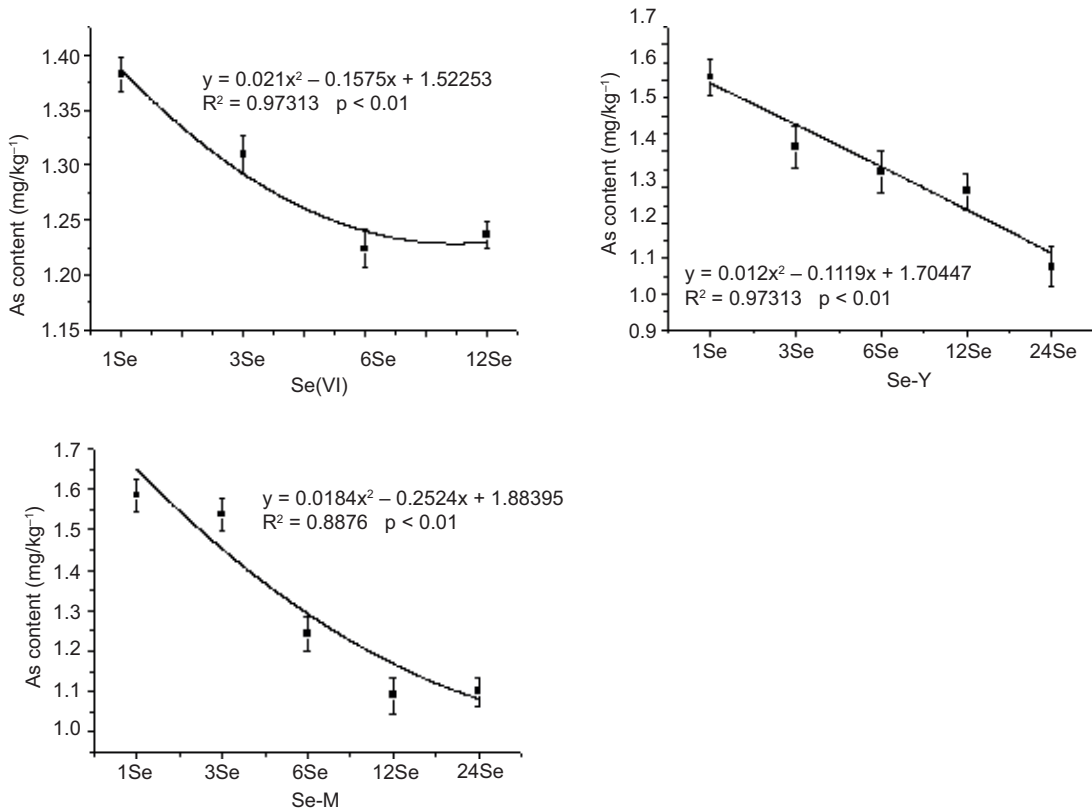 1.40
1.35
1.30
1.25
1.20
1.15
As content (mg/kg⁻¹)
y = 0.021x² – 0.1575x + 1.52253
R² = 0.97313 p < 0.01
1Se 3Se 6Se 12Se
Se(VI)
1.7
1.6
1.5
1.4
1.3
1.2
1.1
1.0
0.9
As content (mg/kg⁻¹)
y = 0.012x² – 0.1119x + 1.70447
R² = 0.97313 p < 0.01
1Se 3Se 6Se 12Se 24Se
Se-Y
1.7
1.6
1.5
1.4
1.3
1.2
1.1
1.0
As content (mg/kg⁻¹)
y = 0.0184x² – 0.2524x + 1.88395
R² = 0.8876 p < 0.01
1Se 3Se 6Se 12Se 24Se
Se-M